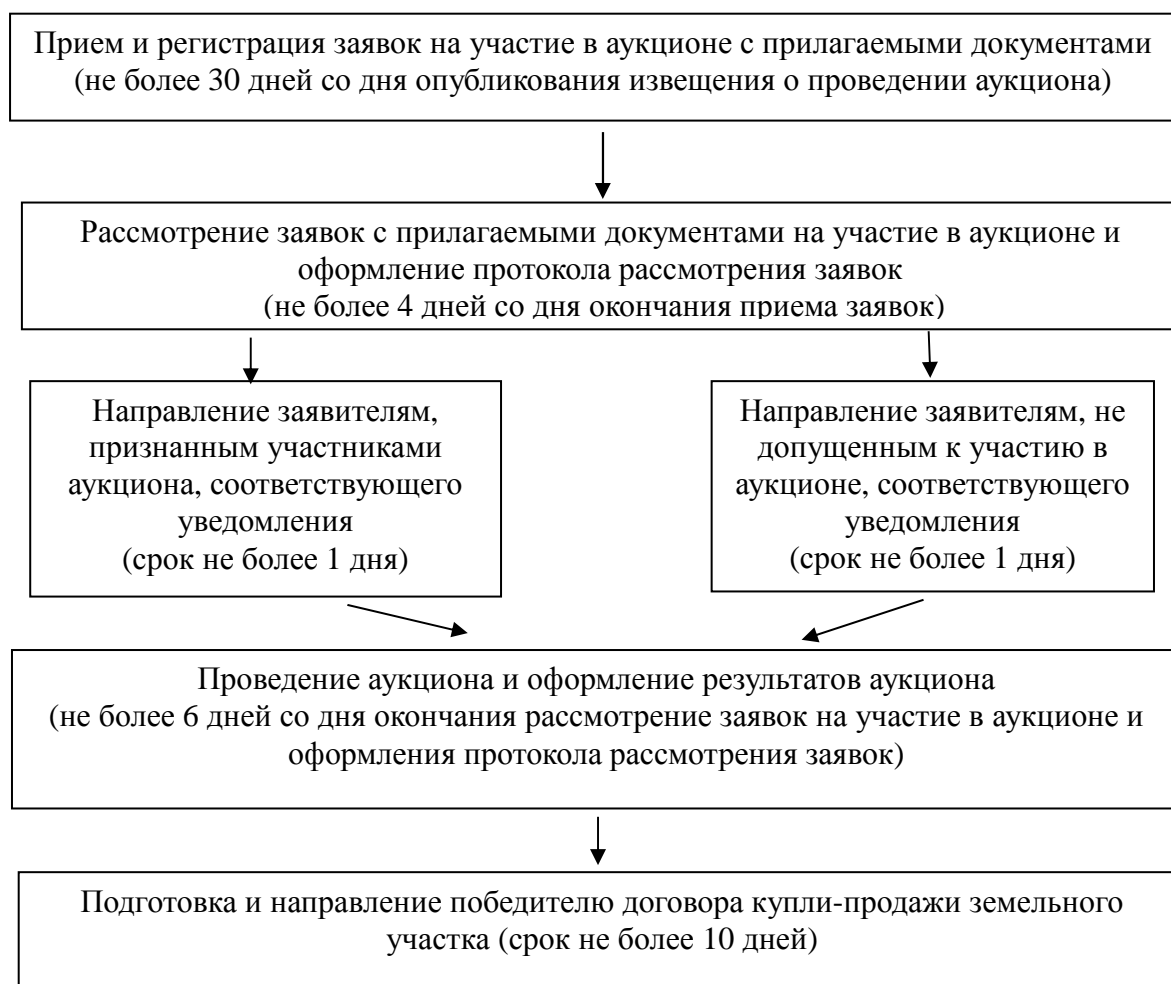 Прием и регистрация заявок на участие в аукционе с прилагаемыми документами
(не более 30 дней со дня опубликования извещения о проведении аукциона)
Рассмотрение заявок с прилагаемыми документами на участие в аукционе и
оформление протокола рассмотрения заявок
(не более 4 дней со дня окончания приема заявок)
Направление заявителям,
признанным участниками
аукциона, соответствующего
уведомления
(срок не более 1 дня)
Направление заявителям, не
допущенным к участию в
аукционе, соответствующего
уведомления
(срок не более 1 дня)
Проведение аукциона и оформление результатов аукциона
(не более 6 дней со дня окончания рассмотрение заявок на участие в аукционе и
оформления протокола рассмотрения заявок)
Подготовка и направление победителю договора купли-продажи земельного
участка (срок не более 10 дней)